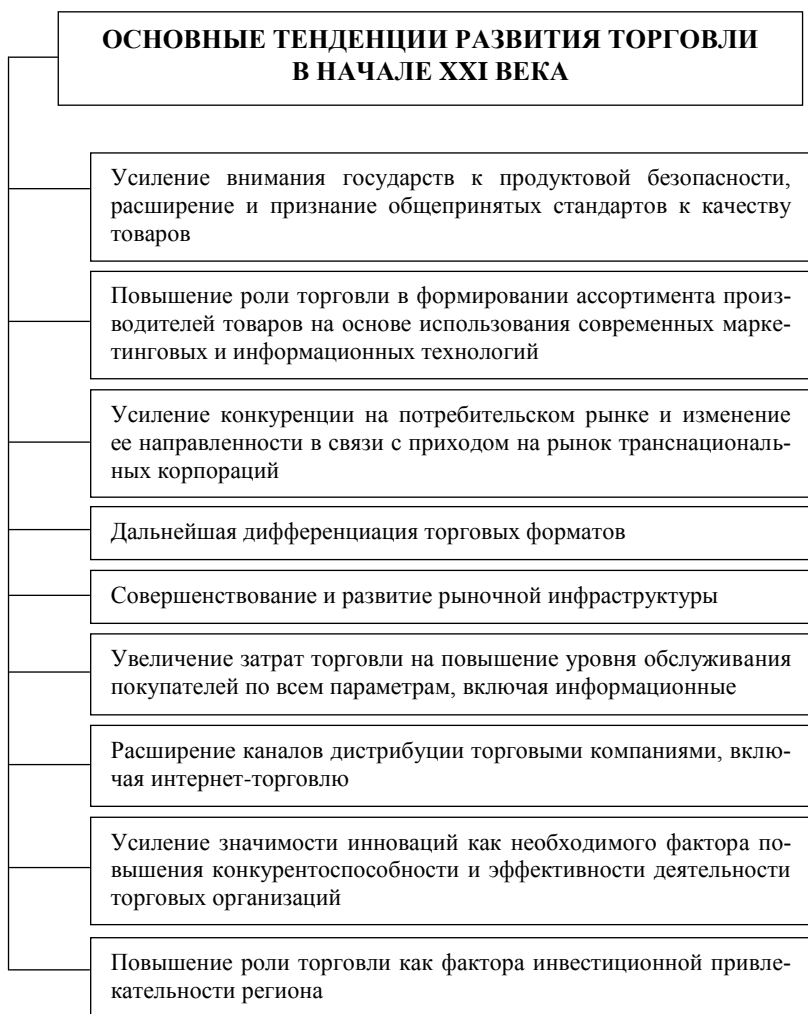 ОСНОВНЫЕ ТЕНДЕНЦИИ РАЗВИТИЯ ТОРГОВЛИ
В НАЧАЛЕ XXI ВЕКА
Усиление внимания государств к продуктовой безопасности,
расширение и признание общепринятых стандартов к качеству
товаров
Повышение роли торговли в формировании ассортимента произ-
водителей товаров на основе использования современных марке-
тинговых и информационных технологий
Усиление конкуренции на потребительском рынке и изменение
ее направленности в связи с приходом на рынок транснациональ-
ных корпораций
Дальнейшая дифференциация торговых форматов
Совершенствование и развитие рыночной инфраструктуры
Увеличение затрат торговли на повышение уровня обслуживания
покупателей по всем параметрам, включая информационные
Расширение каналов дистрибуции торговыми компаниями, вклю-
чая интернет-торговлю
Усиление значимости инноваций как необходимого фактора по-
вышения конкурентоспособности и эффективности деятельности
торговых организаций
Повышение роли торговли как фактора инвестиционной привле-
кательности региона